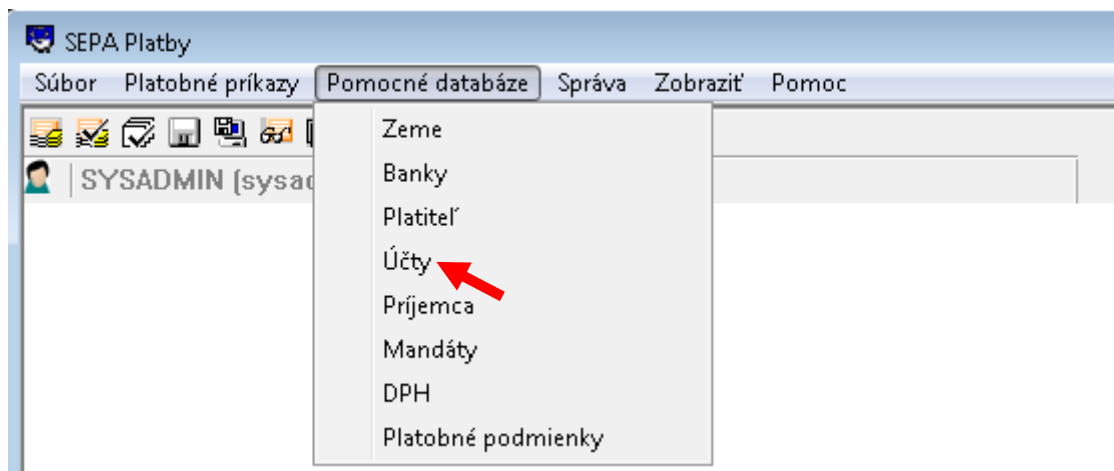 SEPA Platby
Súbor Platobné príkazy Pomocné databáze Správa Zobraziť Pomoc
SYSADMIN (sysad
Zeme
Banky
Platiteľ
Účty
Príjemca
Mandáty
DPH
Platobné podmienky